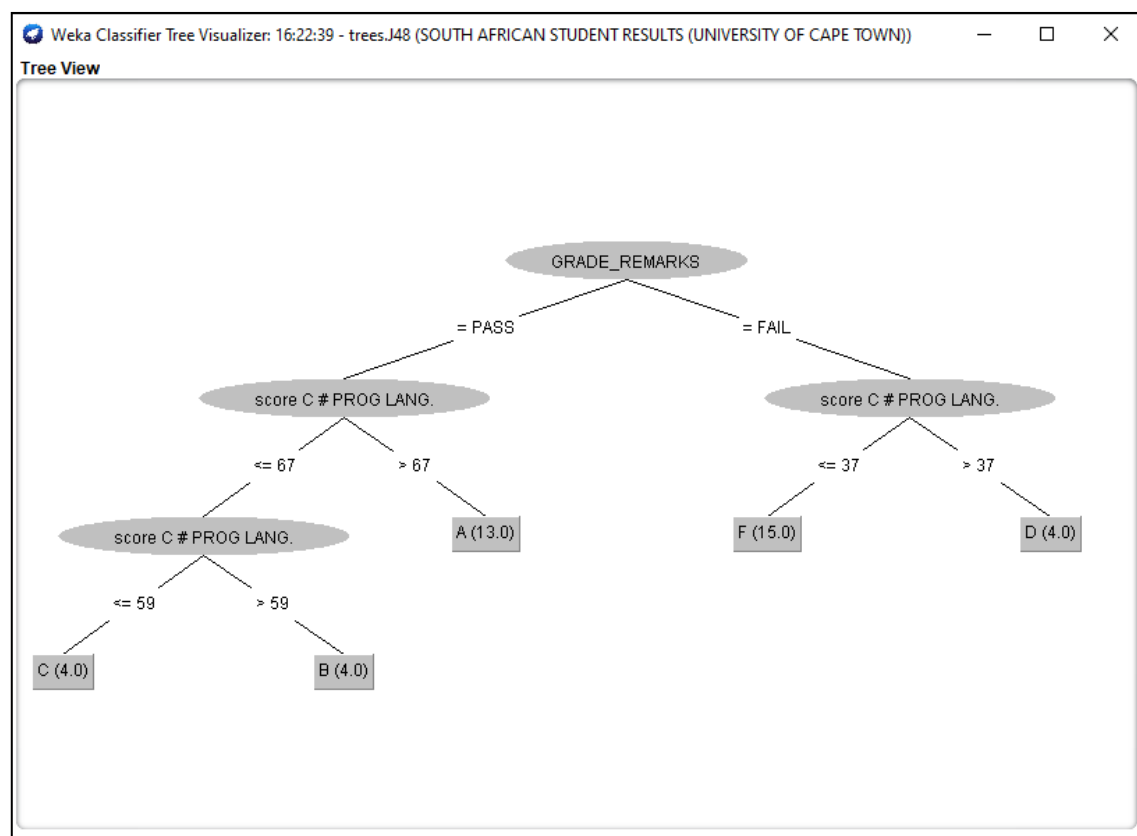 Weka Classifier Tree Visualizer: 16:22:39 - trees.J48 (SOUTH AFRICAN STUDENT RESULTS (UNIVERSITY OF CAPE TOWN))
Tree View
GRADE_REMARKS
= PASS
= FAIL
score C # PROG LANG.
score C # PROG LANG.
<= 67
> 67
<= 37
> 37
score C # PROG LANG.
A (13.0)
F (15.0)
D (4.0)
<= 59
> 59
C (4.0)
B (4.0)